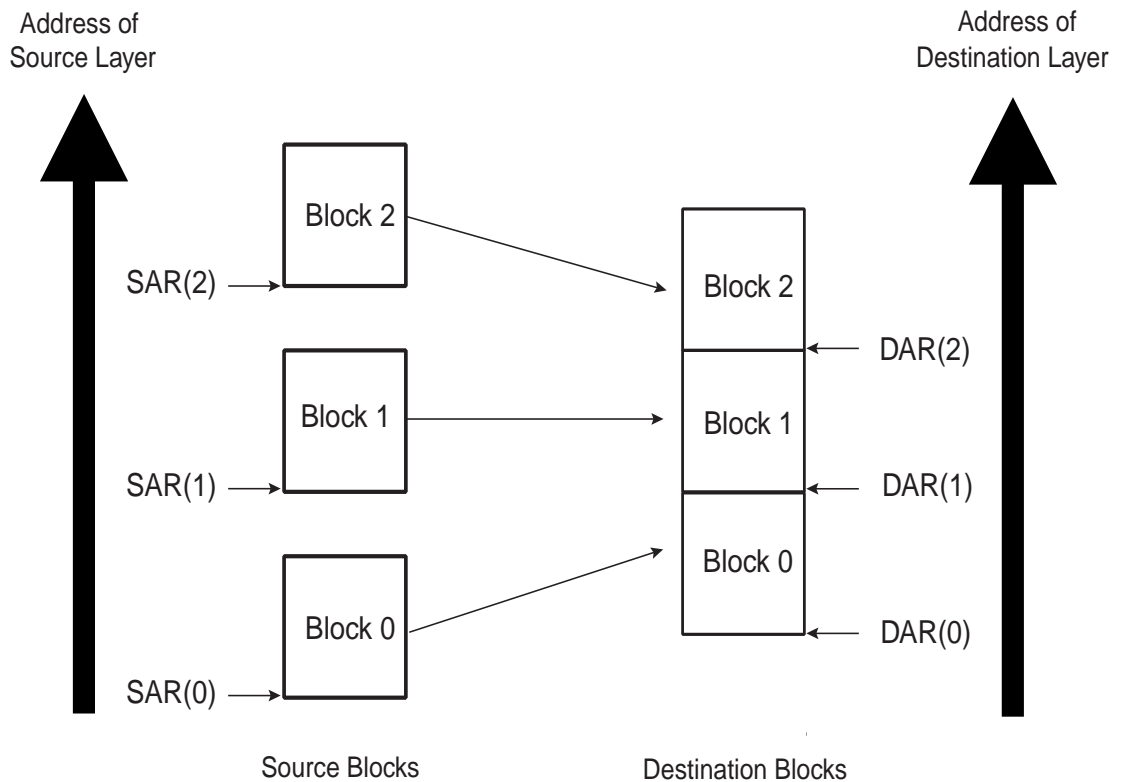 Address of
Source Layer
Address of
Destination Layer
Block 2
Block 2
SAR(2)
DAR(2)
Block 1
Block 1
SAR(1)
DAR(1)
Block 0
Block 0
DAR(0)
SAR(0)
Source Blocks
Destination Blocks